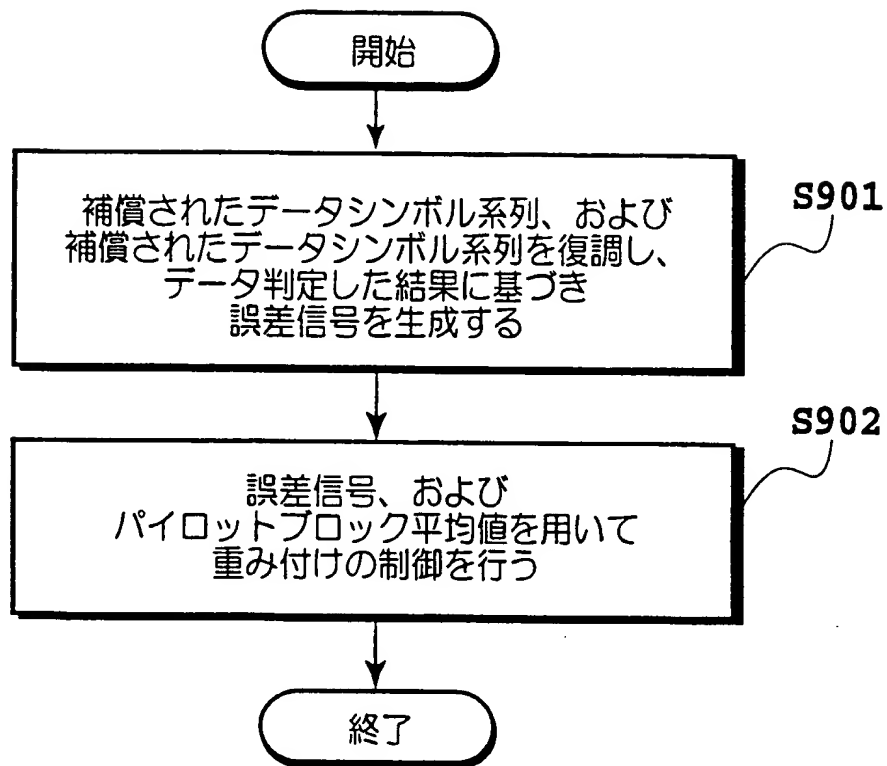 開始
補償されたデータシンボル系列、および
補償されたデータシンボル系列を復調し、
データ判定した結果に基づき
誤差信号を生成する
S901
誤差信号、および
パイロットブロック平均値を用いて
重み付けの制御を行う
S902
終了